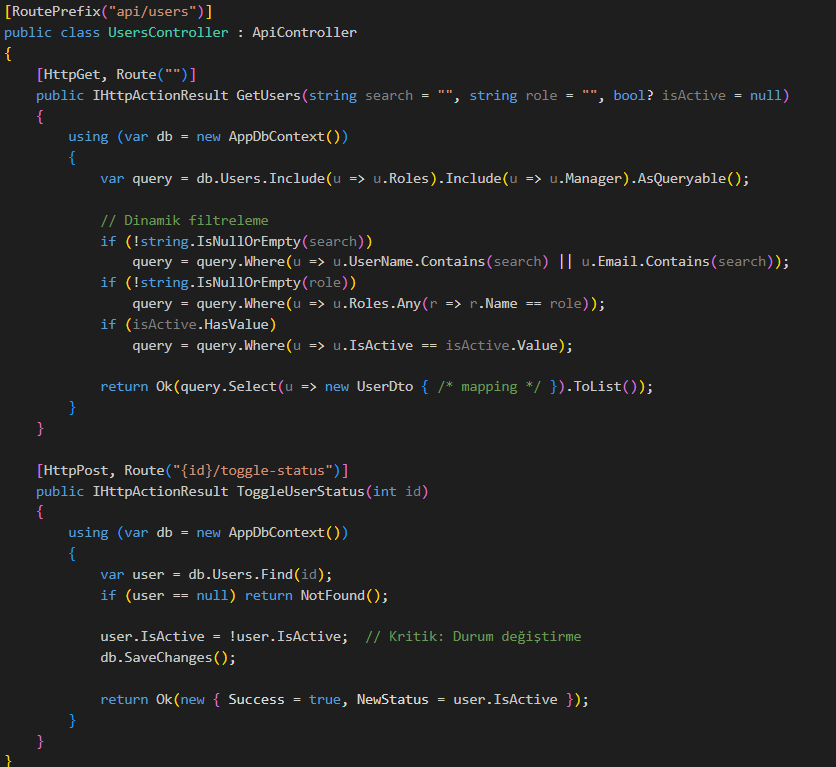 [RoutePrefix("api/users")]
public class UsersController : ApiController
{
    [HttpGet, Route("")]
    public IHttpActionResult GetUsers(string search = "", string role = "", bool? isActive = null)
    {
        using (var db = new AppDbContext())
        {
            var query = db.Users.Include(u => u.Roles).Include(u => u.Manager).AsQueryable();

            // Dinamik filtreleme
            if (!string.IsNullOrEmpty(search))
                query = query.Where(u => u.UserName.Contains(search) || u.Email.Contains(search));
            if (!string.IsNullOrEmpty(role))
                query = query.Where(u => u.Roles.Any(r => r.Name == role));
            if (isActive.HasValue)
                query = query.Where(u => u.IsActive == isActive.Value);

            return Ok(query.Select(u => new UserDto { /* mapping */ }).ToList());
        }
    }

    [HttpPost, Route("{id}/toggle-status")]
    public IHttpActionResult ToggleUserStatus(int id)
    {
        using (var db = new AppDbContext())
        {
            var user = db.Users.Find(id);
            if (user == null) return NotFound();

            user.IsActive = !user.IsActive;  // Kritik: Durum değiştirme
            db.SaveChanges();

            return Ok(new { Success = true, NewStatus = user.IsActive });
        }
    }
}